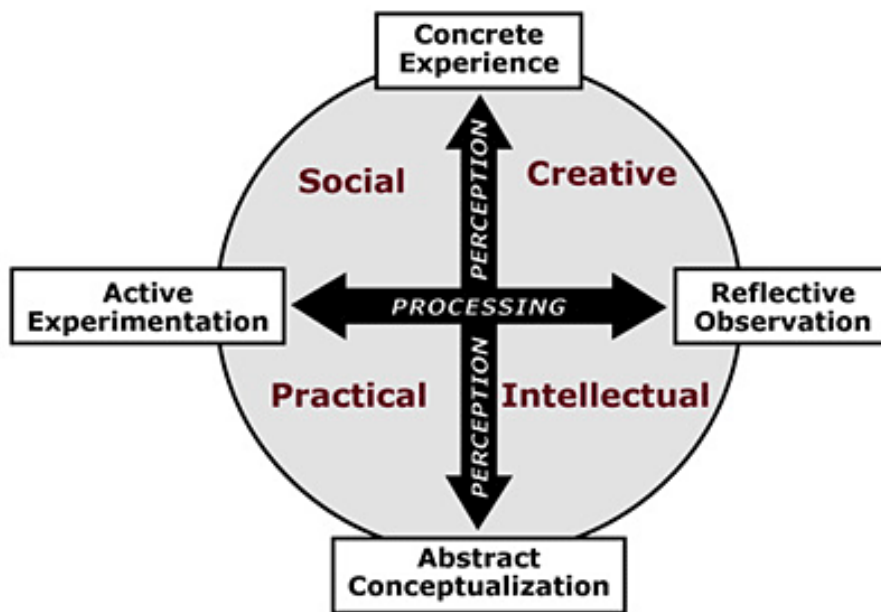 Concrete
Experience
Social
Creative
PERCEPTION
Active
Experimentation
PROCESSING
Reflective
Observation
Practical
Intellectual
PERCEPTION
Abstract
Conceptualization